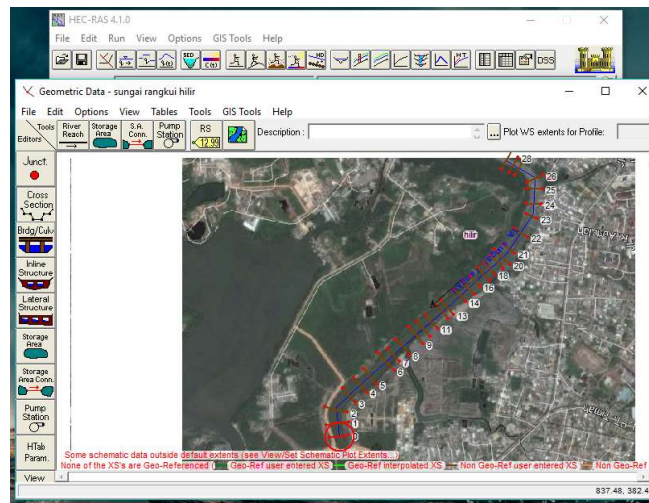 HEC-RAS 4.1.0
File Edit Run View Options GIS Tools Help
DSS
Geometric Data - sungai rangkui hilir
File Edit Options View Tables Tools GIS Tools Help
Tools
Editors
River
Reach
Storage
Area
S.A.
Conn.
Pump
Station
RS
Description :
...
Plot WS extents for Profile:
Junct.
Cross
Section
Brdg/Culv
Inline
Structure
Lateral
Structure
Storage
Area
Storage
Area Conn.
Pump
Station
HTab
Param.
View
28
26
25
24
23
22
21
20
18
16
14
13
11
9
8
7
6
5
4
3
2
1
0
hilir
Some schematic data outside default extents (see View/Set Schematic Plot Extents...)
None of the XS's are Geo-Referenced ( Geo-Ref user entered XS Geo-Ref interpolated XS Non Geo-Ref user entered XS Non Geo-Ref
837.48, 382.4